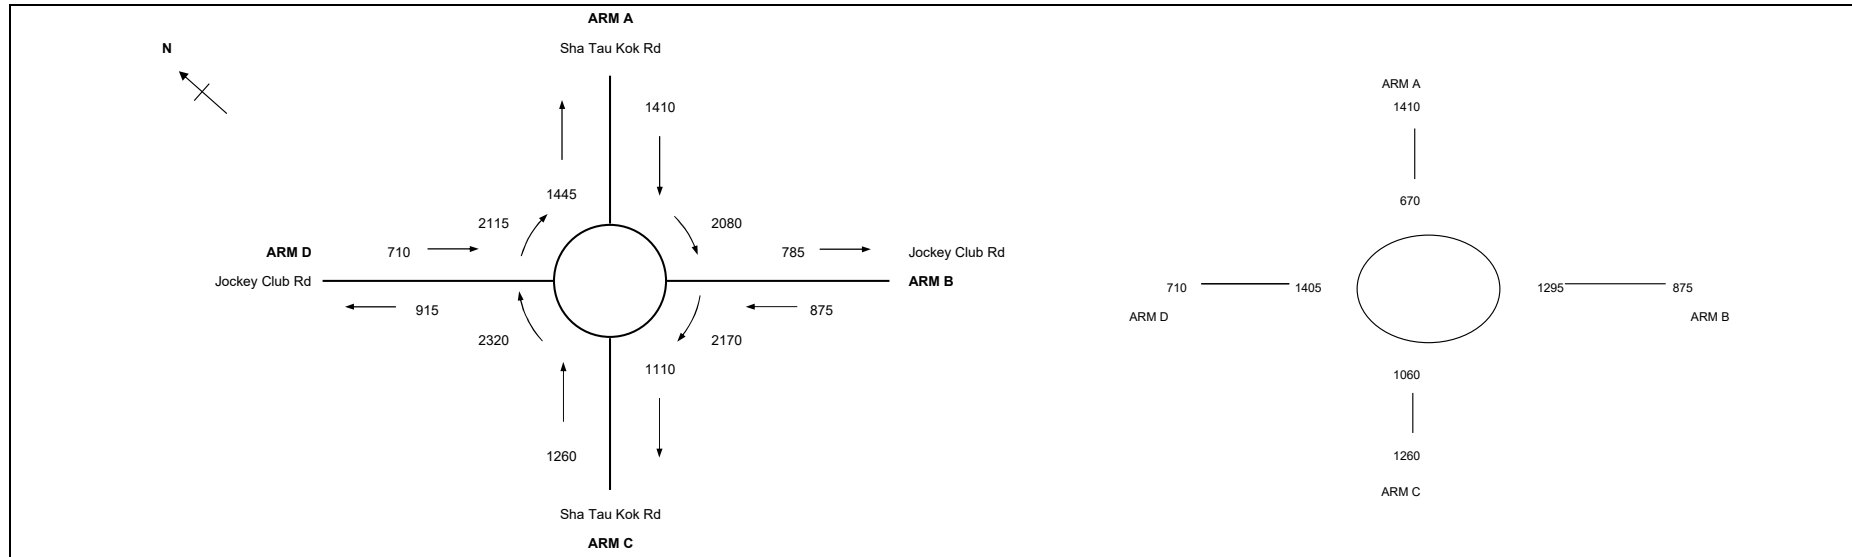 ARM A
N
Sha Tau Kok Rd
ARM A
1410
1410
1445
670
2115
2080
ARM D
710
785
Jockey Club Rd
Jockey Club Rd
ARM B
710
1405
1295
875
915
875
ARM D
ARM B
2320
2170
1110
1060
1260
1260
ARM C
Sha Tau Kok Rd
ARM C